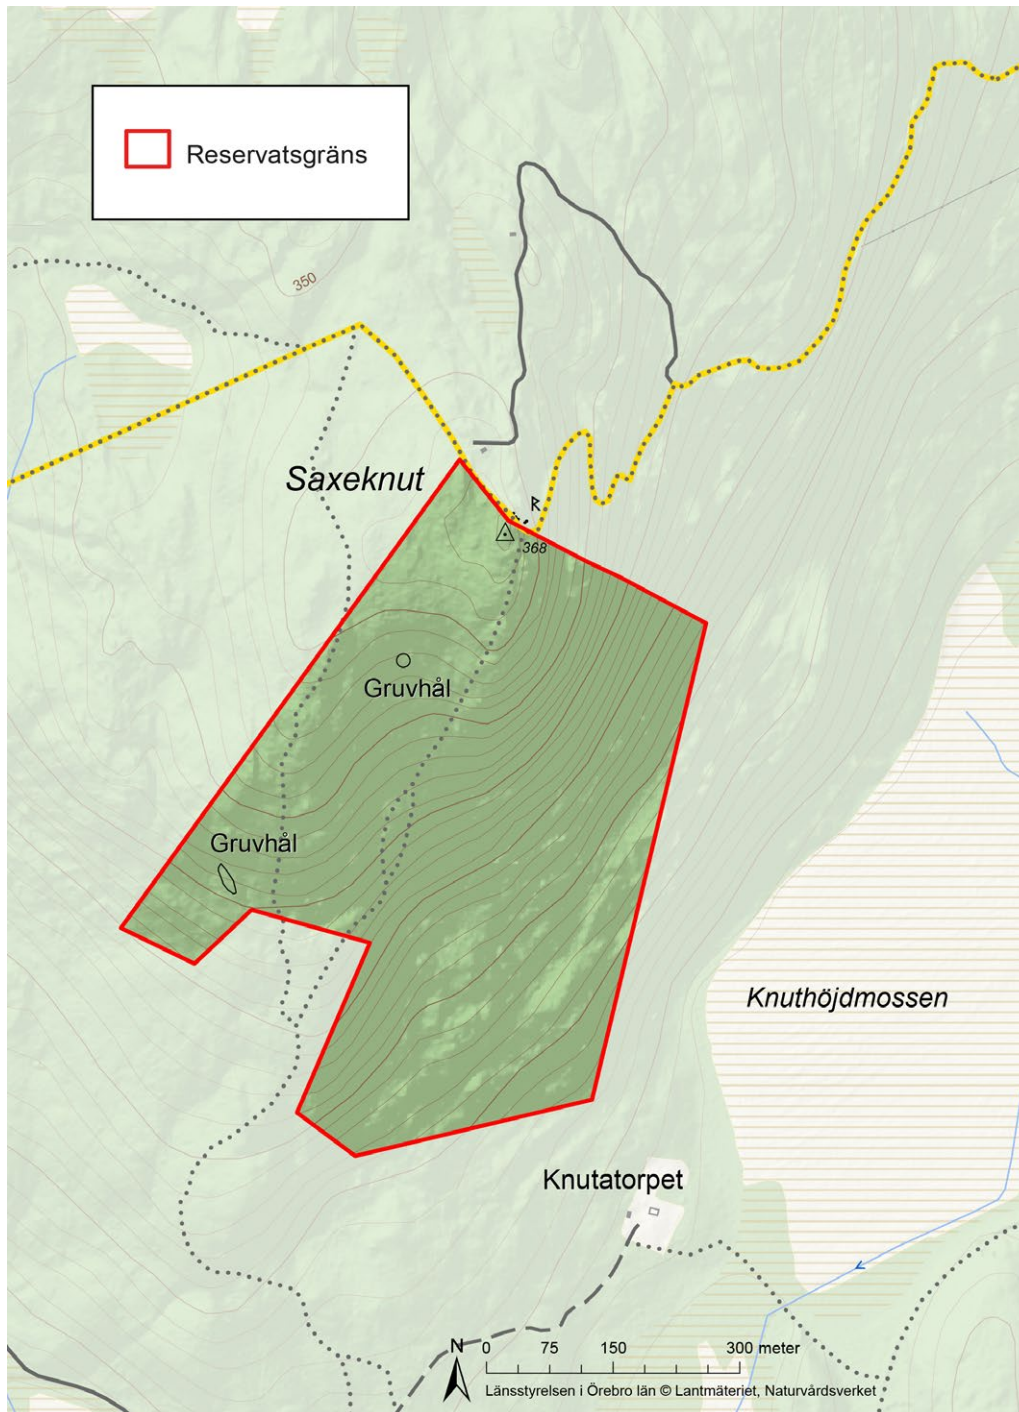 Reservatsgräns
350
Saxeknut
368
Gruvhål
Gruvhål
Knuthöjdmossen
Knutatorpet
N 0 75 150 300 meter
Länsstyrelsen i Örebro län © Lantmäteriet, Naturvårdsverket